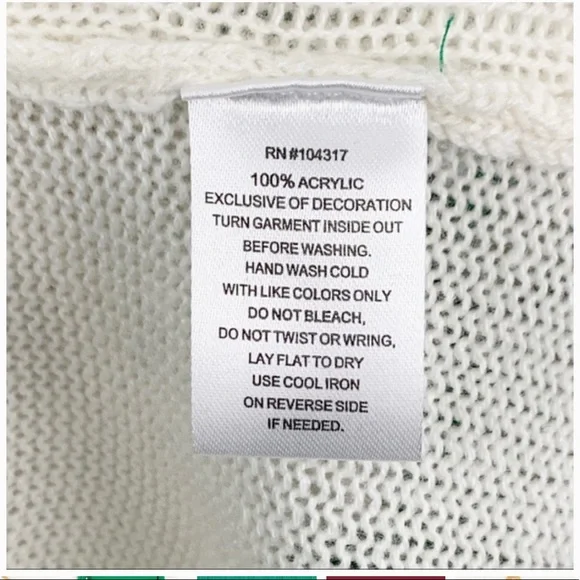 RN #104317
100% ACRYLIC
EXCLUSIVE OF DECORATION
TURN GARMENT INSIDE OUT
BEFORE WASHING.
HAND WASH COLD
WITH LIKE COLORS ONLY
DO NOT BLEACH,
DO NOT TWIST OR WRING,
LAY FLAT TO DRY
USE COOL IRON
ON REVERSE SIDE
IF NEEDED.